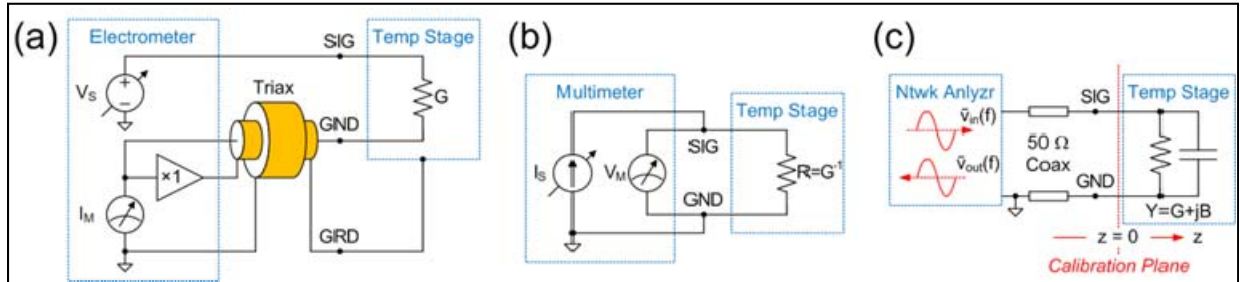 (a)
Electrometer
SIG
Temp Stage
V_S
+
−
Triax
G
GND
×1
I_M
GRD
(b)
Multimeter
Temp Stage
SIG
I_S
V_M
R=G⁻¹
GND
(c)
Ntwk Anlyzr
SIG
Temp Stage
ṽ_in(f)
50 Ω
Coax
ṽ_out(f)
GND
Y=G+jB
z = 0
z
Calibration Plane